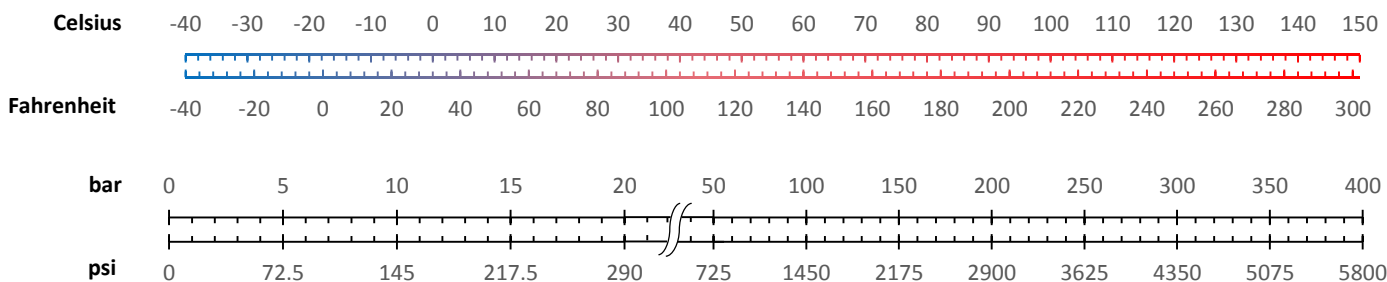 Celsius -40 -30 -20 -10 0 10 20 30 40 50 60 70 80 90 100 110 120 130 140 150
Fahrenheit -40 -20 0 20 40 60 80 100 120 140 160 180 200 220 240 260 280 300
bar 0 5 10 15 20 50 100 150 200 250 300 350 400
psi 0 72.5 145 217.5 290 725 1450 2175 2900 3625 4350 5075 5800